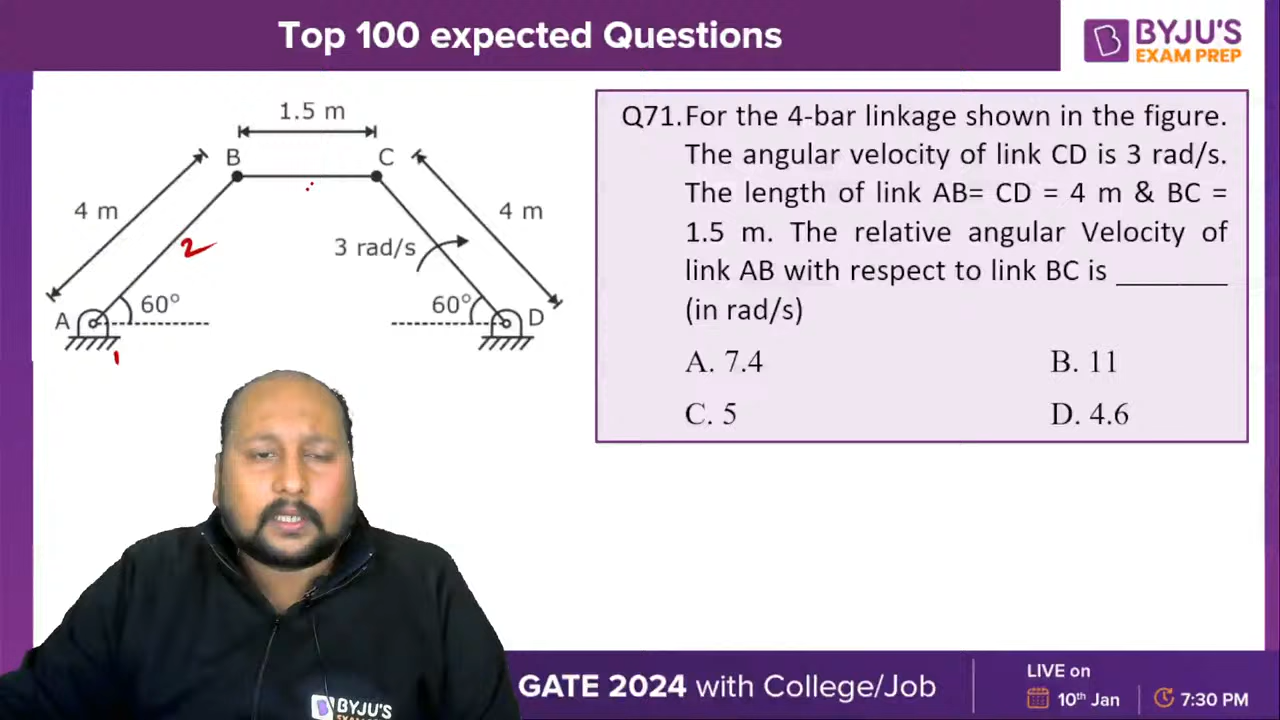 Top 100 expected Questions
BYJU'S
EXAM PREP
1.5 m
B
C
4 m
4 m
2
3 rad/s
A
60°
60°
D
1
Q71. For the 4-bar linkage shown in the figure.
The angular velocity of link CD is 3 rad/s.
The length of link AB= CD = 4 m & BC =
1.5 m. The relative angular Velocity of
link AB with respect to link BC is ________
(in rad/s)
A. 7.4
B. 11
C. 5
D. 4.6
BYJU'S
EXAM PREP
GATE 2024 with College/Job
LIVE on
10th Jan
7:30 PM